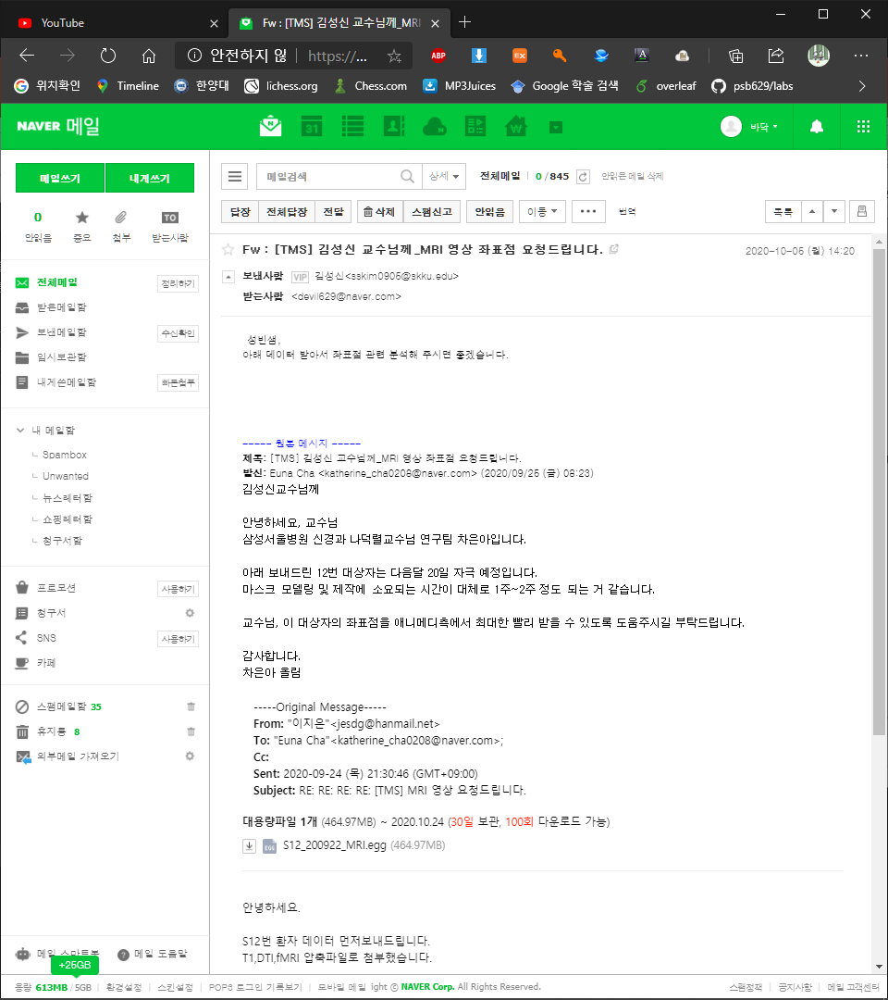 YouTube
Fw : [TMS] 김성신 교수님께_MRI
안전하지 않
https://...
위치확인
Timeline
한양대
lichess.org
Chess.com
MP3Juices
Google 학술 검색
overleaf
psb629/labs
NAVER 메일
바닥
메일쓰기 내게쓰기
메일검색 상세
전체메일 0 / 845 안읽은 메일 삭제
0 TO
안읽음 중요 첨부 받는사람
답장 전체답장 전달 삭제 스팸신고 안읽음 이동 ••• 번역 목록
전체메일 정리하기
받은메일함
보낸메일함 수신확인
임시보관함
내게쓴메일함 빠른첨부
내 메일함
Spambox
Unwanted
뉴스레터함
쇼핑레터함
청구서함
프로모션 사용하기
청구서
SNS 사용하기
카페
스팸메일함 35
휴지통 8
외부메일 가져오기
메일 스마트봇 메일 도움말
+25GB
Fw : [TMS] 김성신 교수님께_MRI 영상 좌표점 요청드립니다.
2020-10-05 (월) 14:20
보낸사람 VIP 김성신<sskim0905@skku.edu>
받는사람 <devil629@naver.com>
성빈샘,
아래 데이터 받아서 좌표점 관련 분석해 주시면 좋겠습니다.
----- 원본 메시지 -----
제목: [TMS] 김성신 교수님께_MRI 영상 좌표점 요청드립니다.
발신: Euna Cha <katherine_cha0208@naver.com> (2020/09/25 (금) 08:23)
김성신교수님께
안녕하세요, 교수님
삼성서울병원 신경과 나덕렬교수님 연구팀 차은아입니다.
아래 보내드린 12번 대상자는 다음달 20일 자극 예정입니다.
마스크 모델링 및 제작에 소요되는 시간이 대체로 1주~2주 정도 되는 거 같습니다.
교수님, 이 대상자의 좌표점을 애니메디측에서 최대한 빨리 받을 수 있도록 도움주시길 부탁드립니다.
감사합니다.
차은아 올림
-----Original Message-----
From: "이지은"<jesdg@hanmail.net>
To: "Euna Cha"<katherine_cha0208@naver.com>;
Cc:
Sent: 2020-09-24 (목) 21:30:46 (GMT+09:00)
Subject: RE: RE: RE: RE: [TMS] MRI 영상 요청드립니다.
대용량파일 1개 (464.97MB) ~ 2020.10.24 (30일 보관, 100회 다운로드 가능)
S12_200922_MRI.egg (464.97MB)
안녕하세요.
S12번 환자 데이터 먼저보내드립니다.
T1,DTI,fMRI 압축파일로 첨부했습니다.
용량 613MB / 5GB 환경설정 스킨설정 POP3 로그인 기록보기 모바일 메일 ight ⓒ NAVER Corp. All Rights Reserved. 스팸정책 공지사항 메일 고객센터